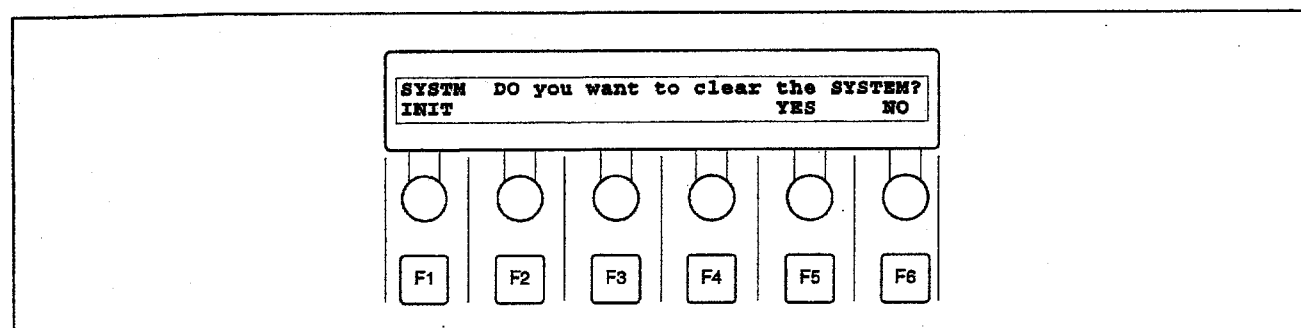 SYSTM DO you want to clear the SYSTEM?
INIT YES NO
F1 F2 F3 F4 F5 F6